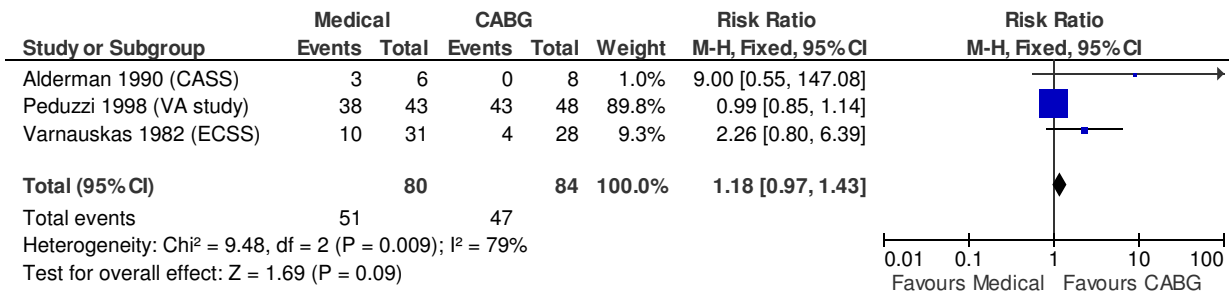 Medical CABG Risk Ratio Risk Ratio
Study or Subgroup Events Total Events Total Weight M-H, Fixed, 95% CI M-H, Fixed, 95% CI
Alderman 1990 (CASS) 3 6 0 8 1.0% 9.00 [0.55, 147.08]
Peduzzi 1998 (VA study) 38 43 43 48 89.8% 0.99 [0.85, 1.14]
Varnauskas 1982 (ECSS) 10 31 4 28 9.3% 2.26 [0.80, 6.39]
Total (95% CI) 80 84 100.0% 1.18 [0.97, 1.43]
Total events 51 47
Heterogeneity: Chi² = 9.48, df = 2 (P = 0.009); I² = 79%
Test for overall effect: Z = 1.69 (P = 0.09)
0.01 0.1 1 10 100
Favours Medical Favours CABG